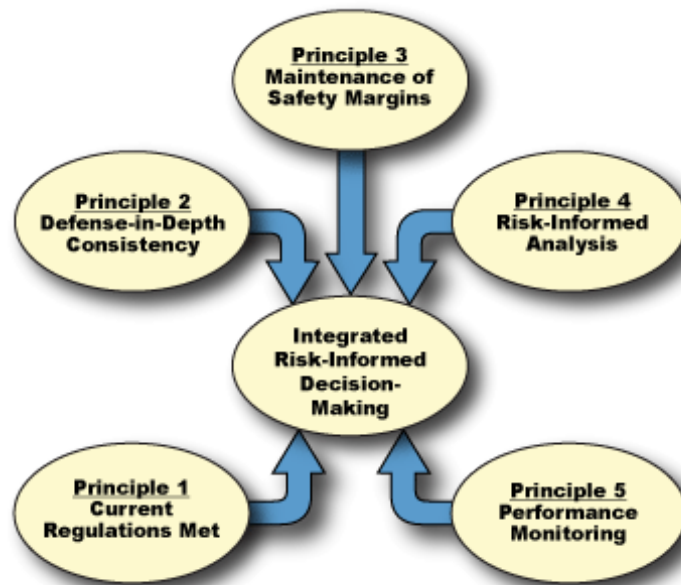 Principle 3
Maintenance of
Safety Margins
Principle 2
Defense-in-Depth
Consistency
Principle 4
Risk-Informed
Analysis
Integrated
Risk-Informed
Decision-
Making
Principle 1
Current
Regulations Met
Principle 5
Performance
Monitoring